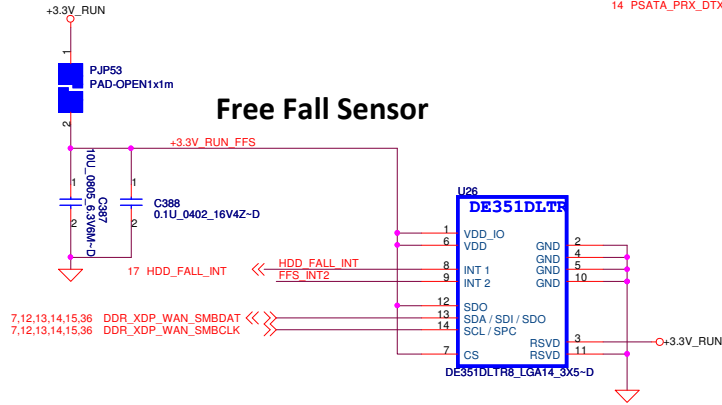 +3.3V_RUN
14 PSATA_PRX_DTX
1
PJP53
PAD-OPEN1x1m
2
Free Fall Sensor
+3.3V_RUN_FFS
1
2
C387
10U_0805_6.3V6M~D
1
2
C388
0.1U_0402_16V4Z~D
U26
DE351DLTR
1 VDD_IO
6 VDD
GND 2
GND 4
GND 5
GND 10
17 HDD_FALL_INT
HDD_FALL_INT 8 INT 1
FFS_INT2 9 INT 2
12 SDO
7,12,13,14,15,36 DDR_XDP_WAN_SMBDAT 13 SDA / SDI / SDO
7,12,13,14,15,36 DDR_XDP_WAN_SMBCLK 14 SCL / SPC
RSVD 3 +3.3V_RUN
RSVD 11
7 CS
DE351DLTR8_LGA14_3X5~D